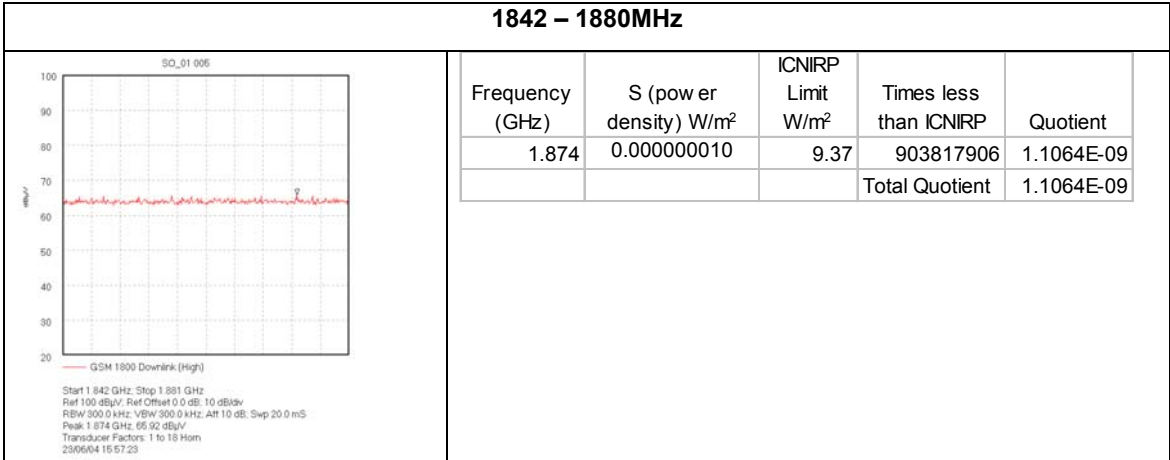 1842 – 1880MHz
SO_01 005
100
90
80
70
60
50
40
30
20
dBµV
GSM 1800 Downlink (High)
Start 1.842 GHz; Stop 1.881 GHz
Ref 100 dBµV; Ref Offset 0.0 dB; 10 dB/div
RBW 300.0 kHz; VBW 300.0 kHz; Att 10 dB; Swp 20.0 mS
Peak 1.874 GHz, 65.92 dBµV
Transducer Factors: 1 to 18 Horn
23/06/04 15:57:23
Frequency (GHz) S (pow er density) W/m² ICNIRP Limit W/m² Times less than ICNIRP Quotient
1.874 0.000000010 9.37 903817906 1.1064E-09
Total Quotient 1.1064E-09